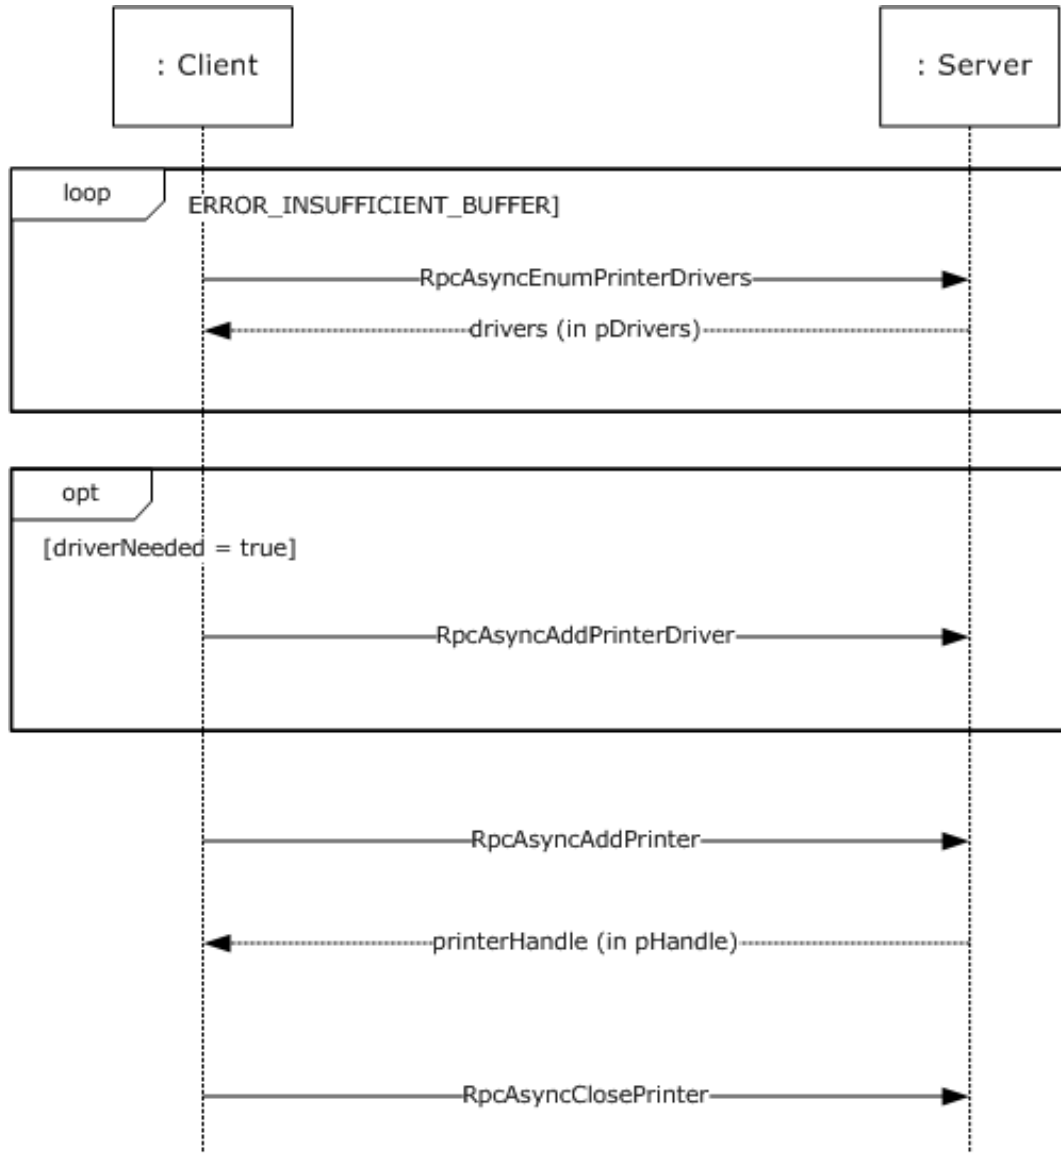 : Client
: Server
loop
ERROR_INSUFFICIENT_BUFFER]
RpcAsyncEnumPrinterDrivers
drivers (in pDrivers)
opt
[driverNeeded = true]
RpcAsyncAddPrinterDriver
RpcAsyncAddPrinter
printerHandle (in pHandle)
RpcAsyncClosePrinter